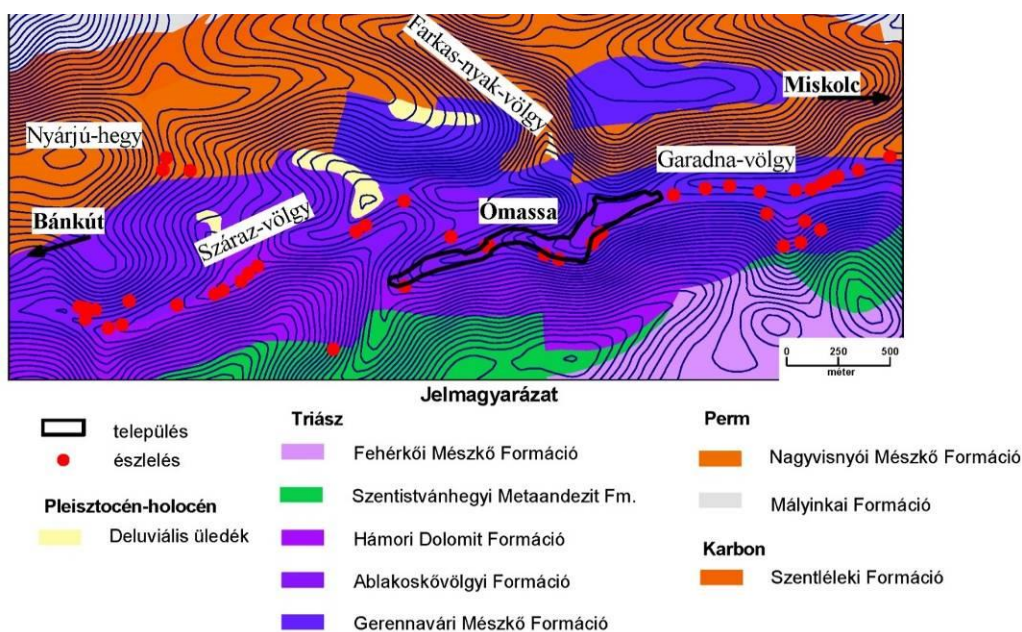 Farkas-nyak-völgy
Miskolc
Nyárjú-hegy
Garadna-völgy
Ómassa
Száraz-völgy
Bánkút
0 250 500
méter
Jelmagyarázat
település
észlelés
Pleisztocén-holocén
Deluviális üledék
Triász
Fehérkői Mészkő Formáció
Szentistvánhegyi Metaandezit Fm.
Hámori Dolomit Formáció
Ablakoskővölgyi Formáció
Gerennavári Mészkő Formáció
Perm
Nagyvisnyói Mészkő Formáció
Mályinkai Formáció
Karbon
Szentléleki Formáció